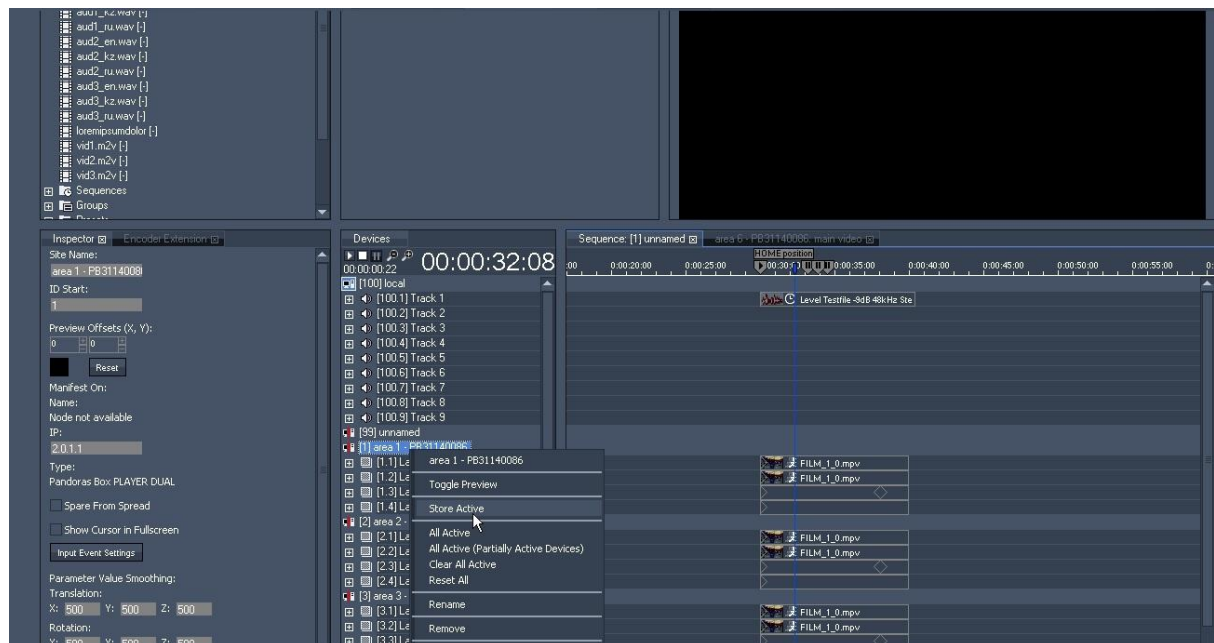 aud1_kz.wav [-]
aud1_ru.wav [-]
aud2_en.wav [-]
aud2_kz.wav [-]
aud2_ru.wav [-]
aud3_en.wav [-]
aud3_kz.wav [-]
aud3_ru.wav [-]
loremipsumdolor [-]
vid1.m2v [-]
vid2.m2v [-]
vid3.m2v [-]
Sequences
Groups
Inspector
Encoder Extension
Site Name:
area 1 - PB3114008
ID Start:
1
Preview Offsets (X, Y):
0 0
Reset
Manifest On:
Name:
Node not available
IP:
2.0.1.1
Type:
Pandoras Box PLAYER DUAL
Spare From Spread
Show Cursor in Fullscreen
Input Event Settings
Parameter Value Smoothing:
Translation:
X: 500 Y: 500 Z: 500
Rotation:
X: 500 Y: 500 Z: 500
Devices
00:00:00:22
00:00:32:08
[100] local
[100.1] Track 1
[100.2] Track 2
[100.3] Track 3
[100.4] Track 4
[100.5] Track 5
[100.6] Track 6
[100.7] Track 7
[100.8] Track 8
[100.9] Track 9
[99] unnamed
[1] area 1 - PB31140086
[1.1] La
[1.2] La
[1.3] La
[1.4] La
[2] area 2 -
[2.1] La
[2.2] La
[2.3] La
[2.4] La
[3] area 3 -
[3.1] La
[3.2] La
[3.3] La
area 1 - PB31140086
Toggle Preview
Store Active
All Active
All Active (Partially Active Devices)
Clear All Active
Reset All
Rename
Remove
Sequence: [1] unnamed
area 6 - PB31140086: main video
HOME position
:00 0:00:20:00 0:00:25:00 0:00:35:00 0:00:40:00 0:00:45:00 0:00:50:00 0:00:55:00
Level Testfile -9dB 48kHz Ste
FILM_1_0.mpv
FILM_1_0.mpv
FILM_1_0.mpv
FILM_1_0.mpv
FILM_1_0.mpv
FILM_1_0.mpv